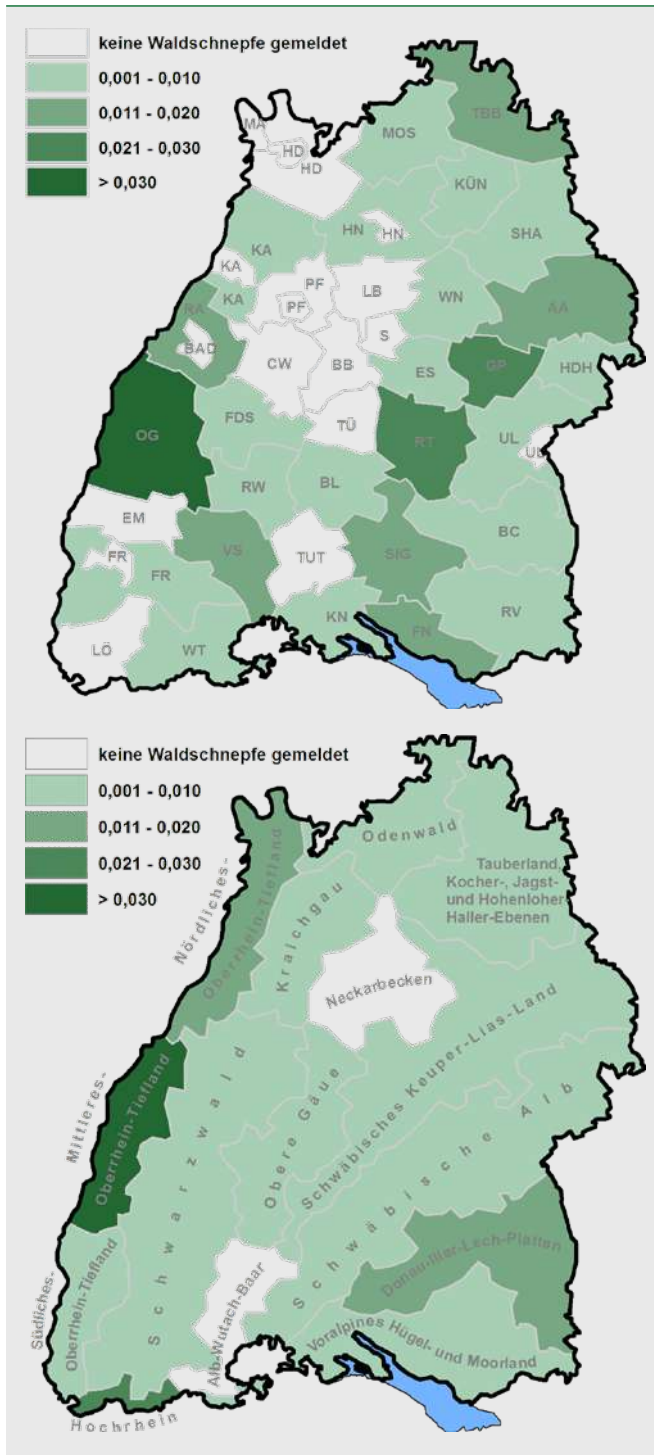 keine Waldschnepfe gemeldet
0,001 - 0,010
0,011 - 0,020
0,021 - 0,030
> 0,030
TBB
MA
MOS
HD
HD
KÜN
HN
HN
SHA
KA
KA
PF
LB
WN
KA
PF
RA
AA
S
BAD
CW
BB
ES
GP
HDH
TÜ
FDS
OG
RT
UL
UL
RW
BL
EM
BC
VS
SIG
FR
TUT
FR
RV
KN
FN
LÖ
WT
keine Waldschnepfe gemeldet
0,001 - 0,010
0,011 - 0,020
0,021 - 0,030
> 0,030
Odenwald
Tauberland,
Kocher-, Jagst-
und Hohenloher-
Haller-Ebenen
Nördliches-
Oberrhein-Tiefland
Kraichgau
Neckarbecken
Schwäbisches Keuper-Lias-Land
Mittleres-
Oberrhein-Tiefland
Schwarzwald
Obere Gäue
Schwäbische Alb
Donau-Iller-Lech-Platten
Südliches-
Oberrhein-Tiefland
Alb-Wutach-Baar
Voralpines Hügel- und Moorland
Hochrhein